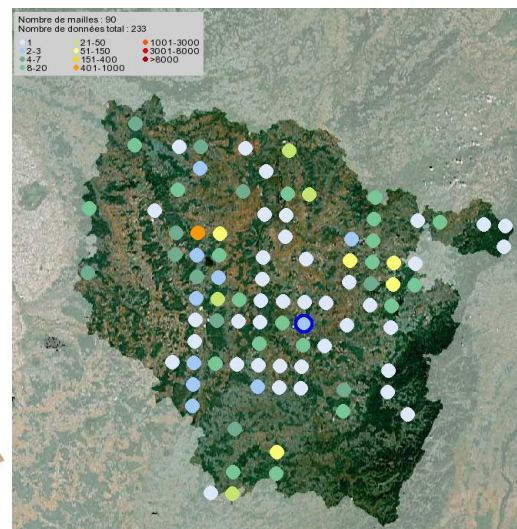 Nombre de mailles : 90
Nombre de données total : 233
1 21-50 1001-3000
2-3 51-150 3001-8000
4-7 151-400 >8000
8-20 401-1000